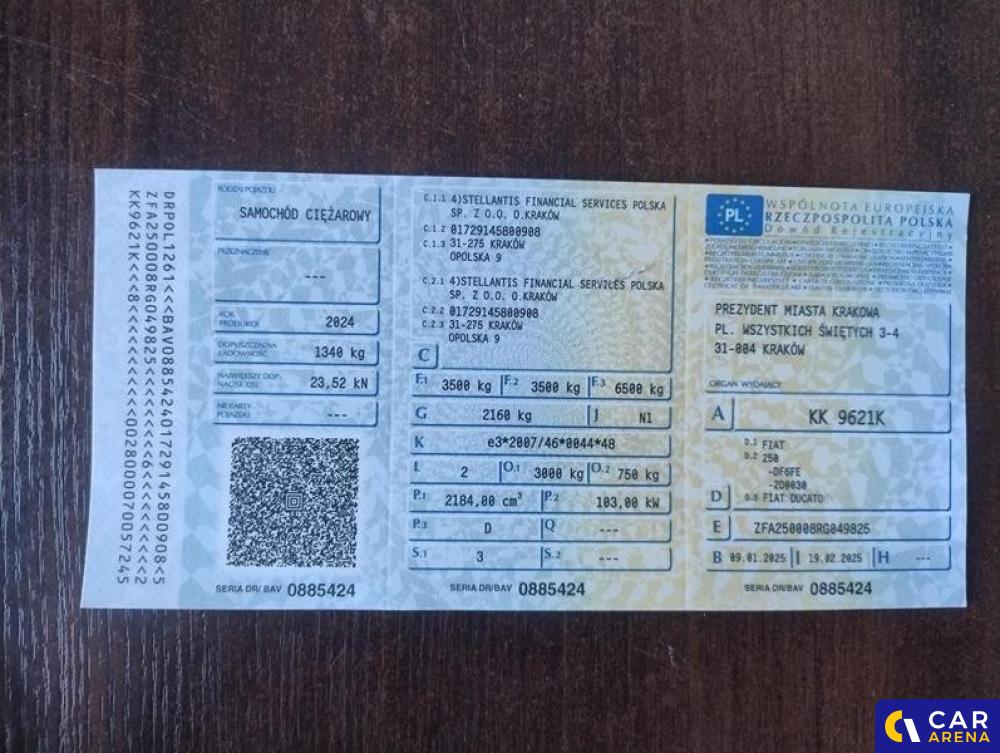 DRPOL1261<<<BAV08854240172914580090​8<5
ZFA250008RG049825<<<<<<<<6<<<<<<<<2
KK9621K<<8<<<<<<<<<<<<0028000070057245
RODZAJ POJAZDU
SAMOCHÓD CIĘŻAROWY
PRZEZNACZENIE
---
ROK PRODUKCJI 2024
DOPUSZCZALNA ŁADOWNOŚĆ 1340 kg
NAJWIĘKSZY DOP. NACISK OSI 23,52 kN
NR KARTY POJAZDU ---
SERIA DR/ BAV 0885424
C.1.1 4)STELLANTIS FINANCIAL SERVICES POLSKA
SP. Z O.O. O.KRAKÓW
C.1.2 01729145800908
C.1.3 31-275 KRAKÓW
OPOLSKA 9
C.2.1 4)STELLANTIS FINANCIAL SERVICES POLSKA
SP. Z O.O. O.KRAKÓW
C.2.2 01729145800908
C.2.3 31-275 KRAKÓW
OPOLSKA 9
C
F.1 3500 kg F.2 3500 kg F.3 6500 kg
G 2160 kg J N1
K e3*2007/46*0044*48
L 2 O.1 3000 kg O.2 750 kg
P.1 2184,00 cm³ P.2 103,00 kW
P.3 D Q ---
S.1 3 S.2 ---
SERIA DR/BAV 0885424
PL
WSPÓLNOTA EUROPEJSKA
RZECZPOSPOLITA POLSKA
Dowód Rejestracyjny
PREZYDENT MIASTA KRAKOWA
PL. WSZYSTKICH ŚWIĘTYCH 3-4
31-004 KRAKÓW
ORGAN WYDAJĄCY
A KK 9621K
D.1 FIAT
D.2 250
-DF6FE
-2D0030
D D.3 FIAT DUCATO
E ZFA250008RG049825
B 09.01.2025 I 19.02.2025 H ---
SERIA DR/BAV 0885424
CAR
ARENA